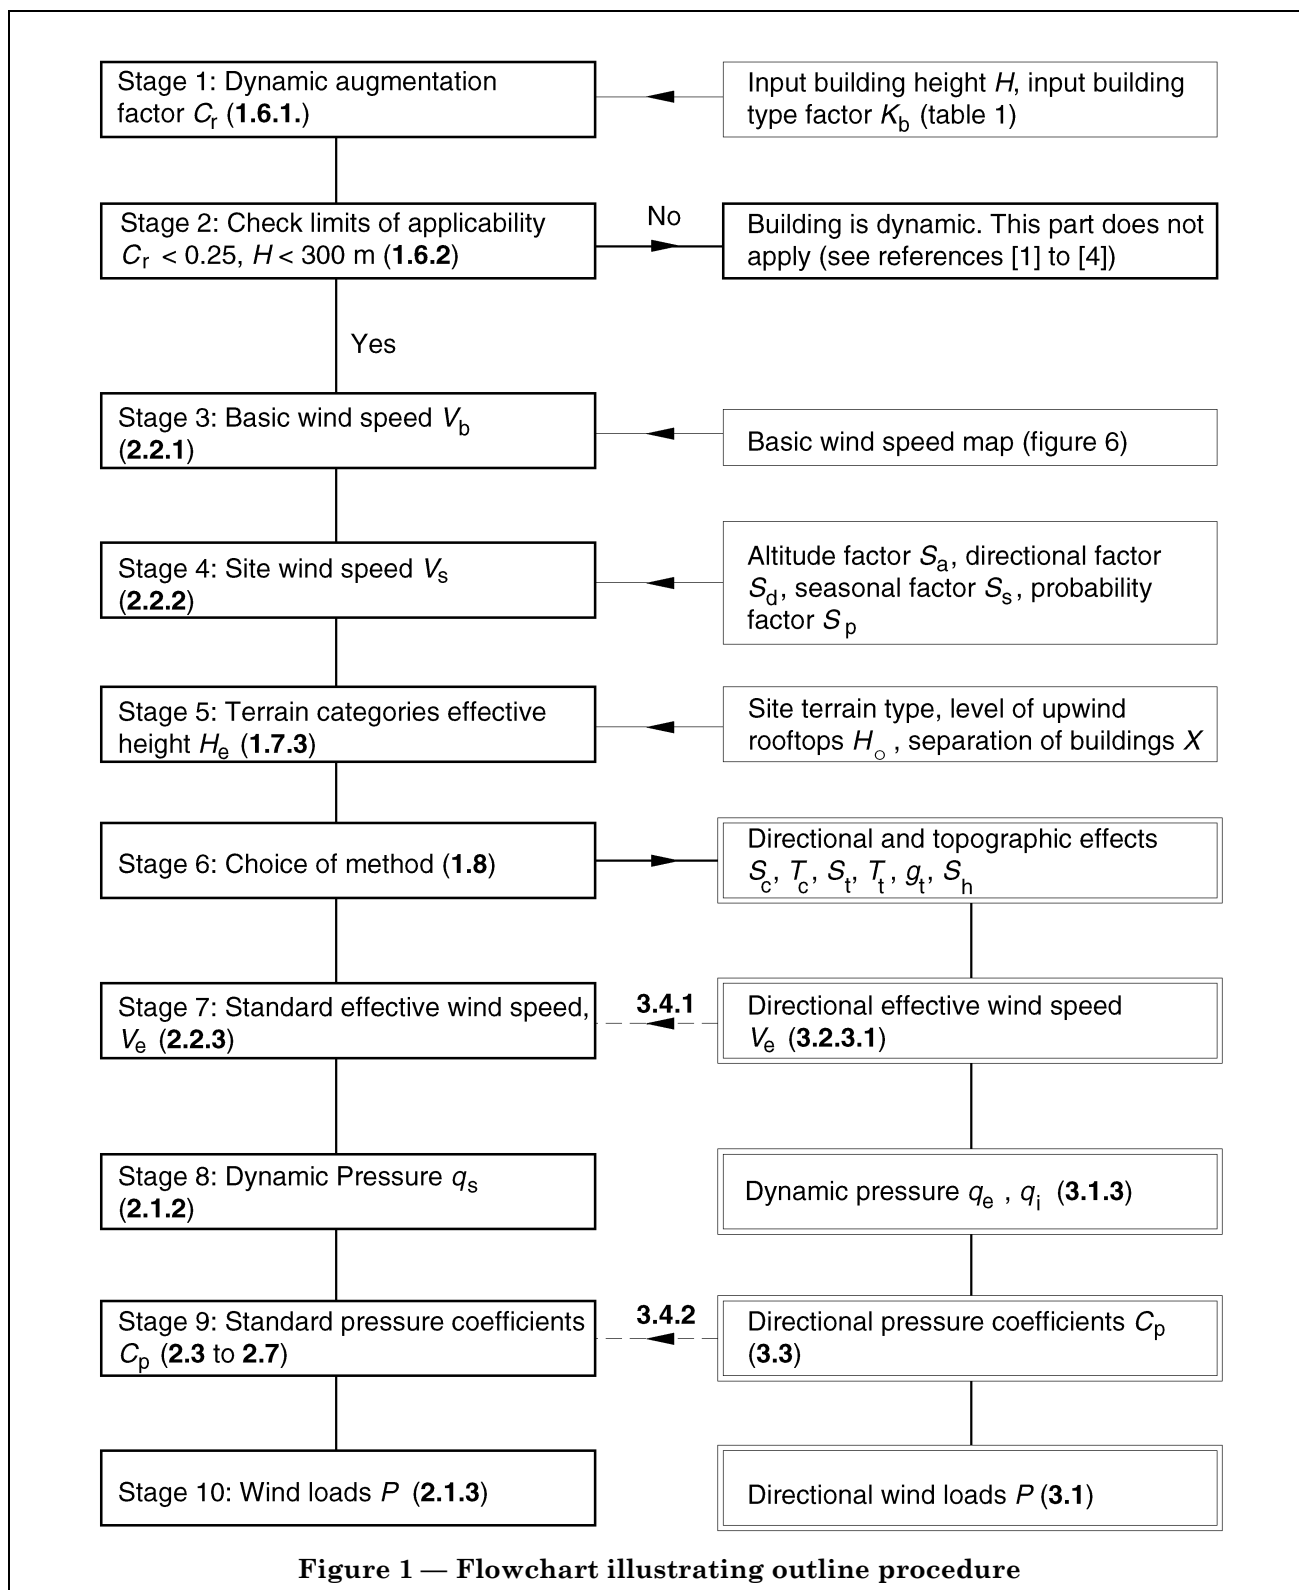 Stage 1: Dynamic augmentation
factor Cr (1.6.1.)
Input building height H, input building
type factor Kb (table 1)
Stage 2: Check limits of applicability
Cr < 0.25, H < 300 m (1.6.2)
No
Building is dynamic. This part does not
apply (see references [1] to [4])
Yes
Stage 3: Basic wind speed Vb
(2.2.1)
Basic wind speed map (figure 6)
Stage 4: Site wind speed Vs
(2.2.2)
Altitude factor Sa, directional factor
Sd, seasonal factor Ss, probability
factor Sp
Stage 5: Terrain categories effective
height He (1.7.3)
Site terrain type, level of upwind
rooftops Ho , separation of buildings X
Stage 6: Choice of method (1.8)
Directional and topographic effects
Sc, Tc, St, Tt, gt, Sh
Stage 7: Standard effective wind speed,
Ve (2.2.3)
3.4.1
Directional effective wind speed
Ve (3.2.3.1)
Stage 8: Dynamic Pressure qs
(2.1.2)
Dynamic pressure qe , qi (3.1.3)
Stage 9: Standard pressure coefficients
Cp (2.3 to 2.7)
3.4.2
Directional pressure coefficients Cp
(3.3)
Stage 10: Wind loads P (2.1.3)
Directional wind loads P (3.1)
Figure 1 — Flowchart illustrating outline procedure